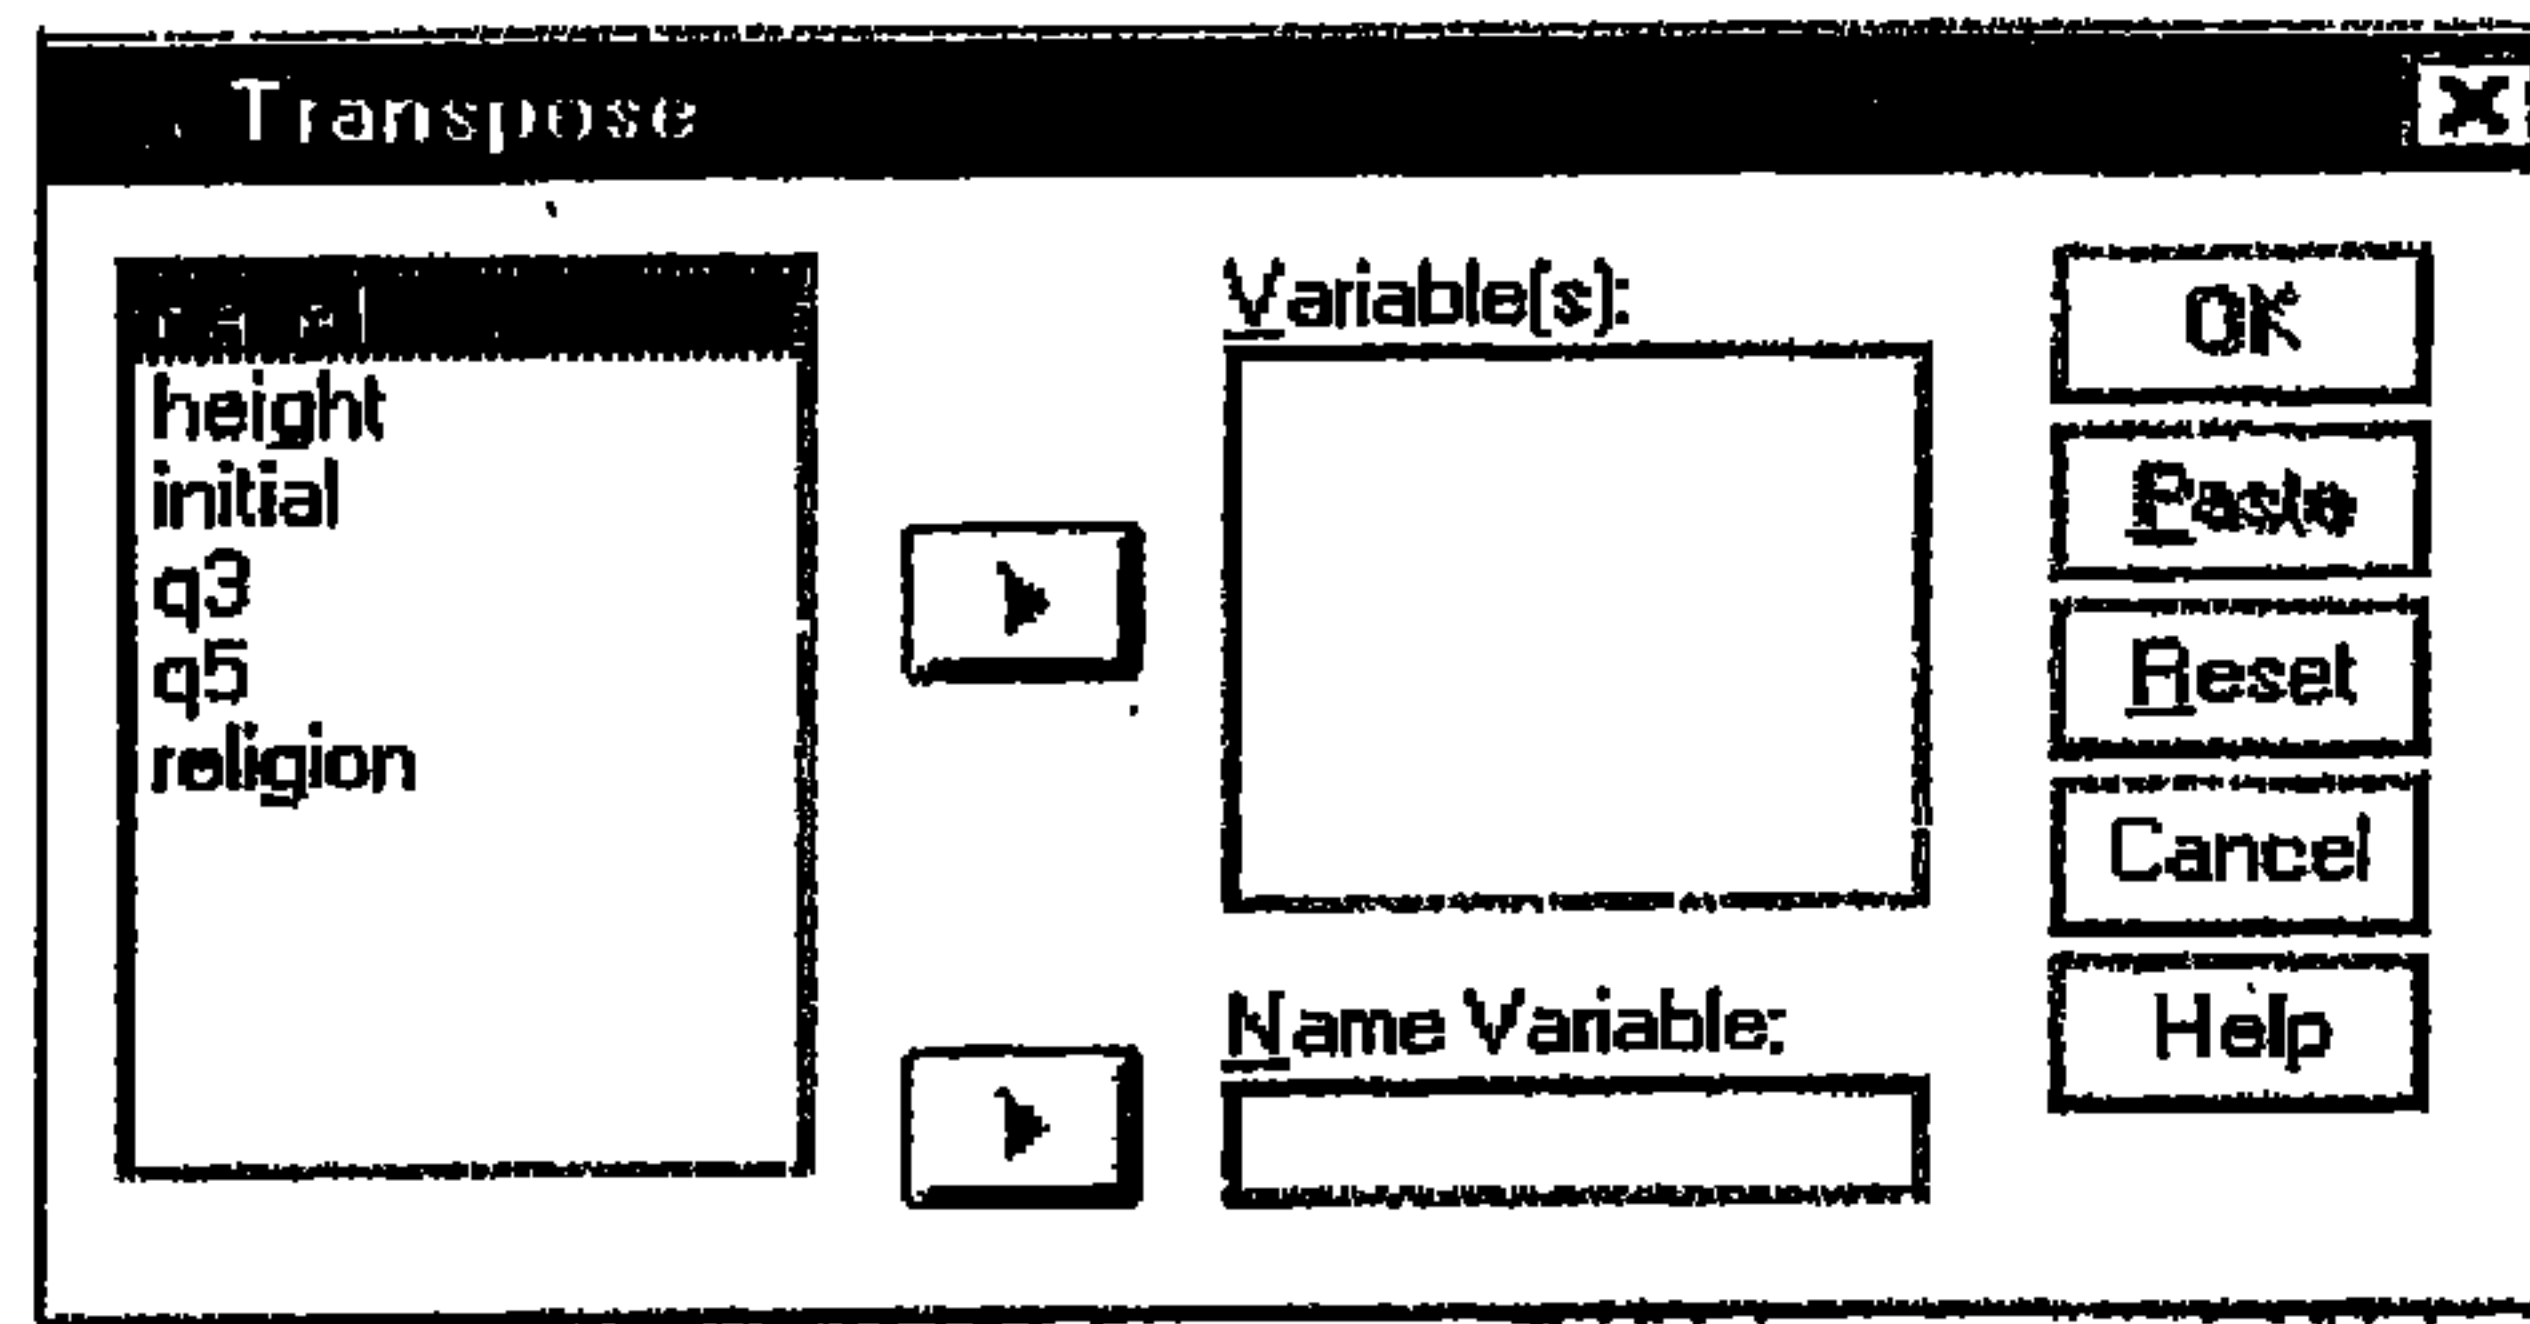 Transpose
height
initial
q3
q5
religion
Variable(s):
Name Variable:
OK
Paste
Reset
Cancel
Help